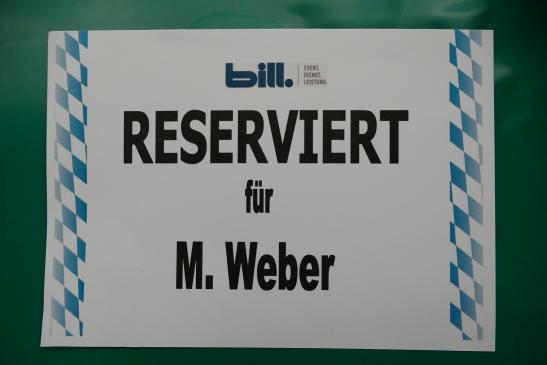 bill.
EVENT.
DIENST.
LEISTUNG.
RESERVIERT
für
M. Weber